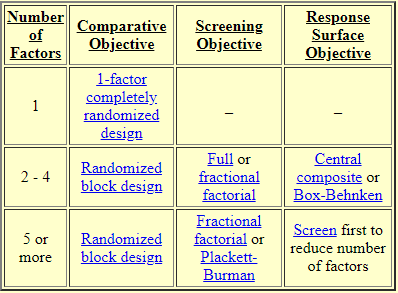 Number of Factors
Comparative Objective
Screening Objective
Response Surface Objective
1
1-factor completely randomized design
_
_
2 - 4
Randomized block design
Full or fractional factorial
Central composite or Box-Behnken
5 or more
Randomized block design
Fractional factorial or Plackett-Burman
Screen first to reduce number of factors